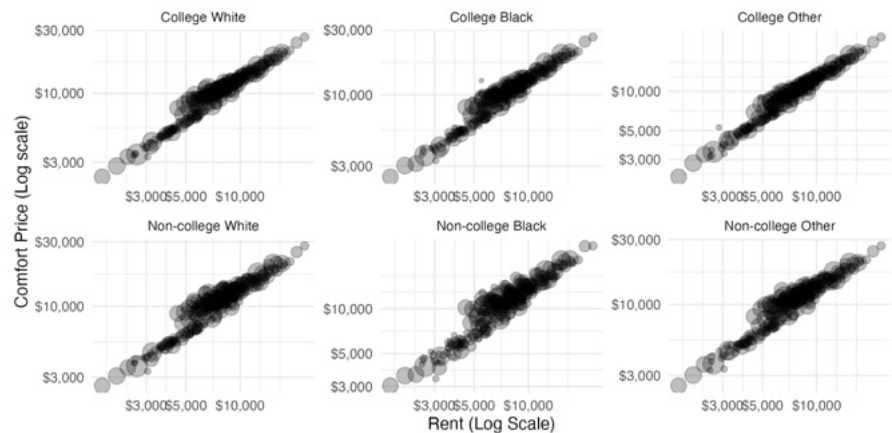 College White
College Black
College Other
$30,000
$10,000
$3,000
$3,000 $5,000 $10,000
$30,000
$10,000
$3,000
$3,000 $5,000 $10,000
$10,000
$5,000
$3,000
$3,000 $5,000 $10,000
Non-college White
Non-college Black
Non-college Other
$30,000
$10,000
$3,000
$3,000 $5,000 $10,000
$10,000
$5,000
$3,000
$3,000 $5,000 $10,000
$30,000
$10,000
$3,000
$3,000 $5,000 $10,000
Comfort Price (Log scale)
Rent (Log Scale)